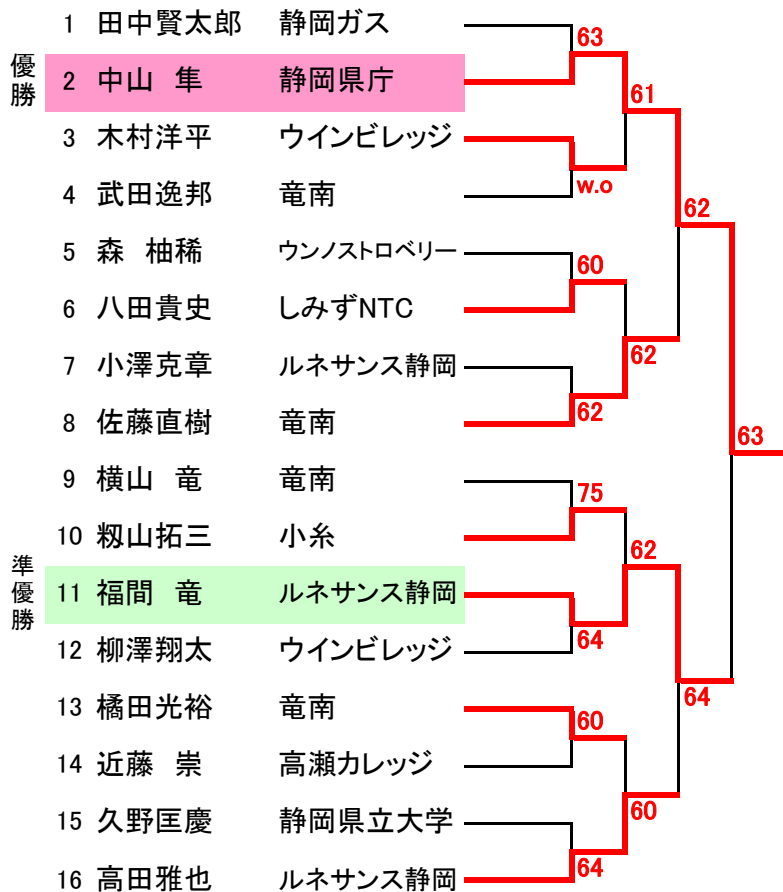 1 田中賢太郎 静岡ガス
優勝
2 中山 隼 静岡県庁
3 木村洋平 ウインビレッジ
4 武田逸邦 竜南
5 森 柚稀 ウンノストロベリー
6 八田貴史 しみずNTC
7 小澤克章 ルネサンス静岡
8 佐藤直樹 竜南
9 横山 竜 竜南
10 籾山拓三 小糸
準優勝
11 福間 竜 ルネサンス静岡
12 柳澤翔太 ウインビレッジ
13 橘田光裕 竜南
14 近藤 崇 高瀬カレッジ
15 久野匡慶 静岡県立大学
16 高田雅也 ルネサンス静岡
63
w.o
60
62
75
64
60
64
61
62
62
60
62
64
63